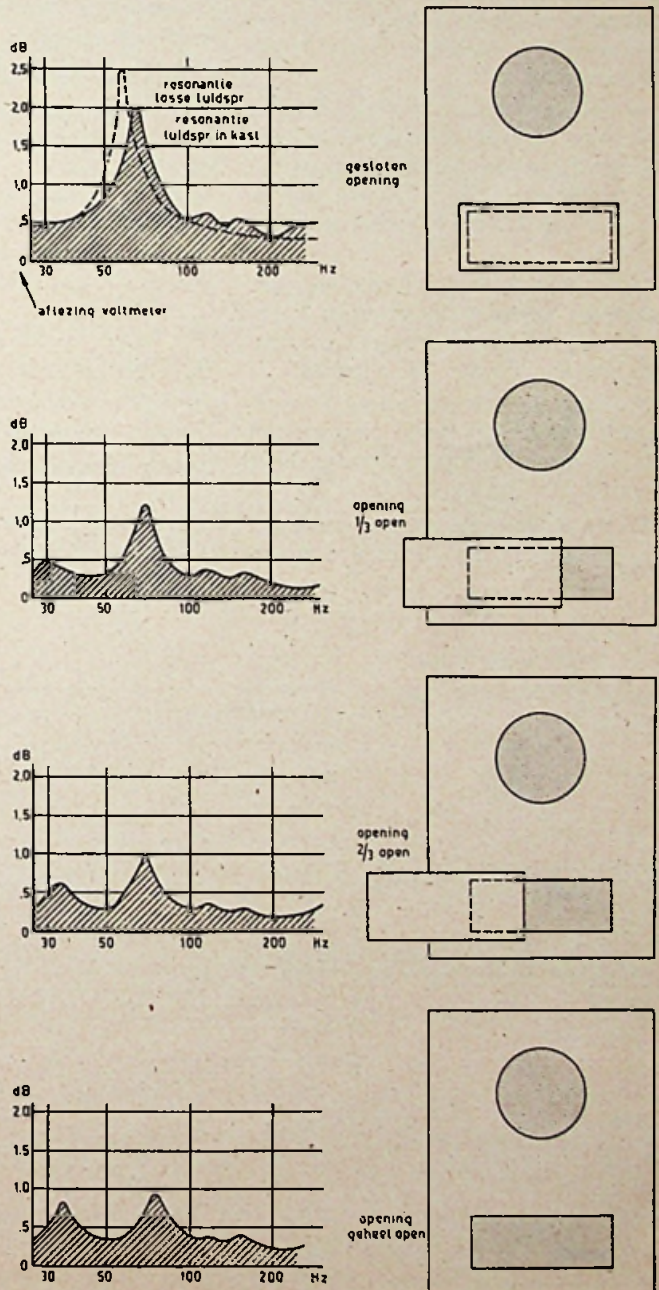 dB
2,5
2.0
1.5
1,0
.5
0
resonantie
losse luidspr
resonantie
luidspr in kast
30 50 100 200 Hz
aflezing voltmeter
gesloten
opening
dB
2.0
1.5
1,0
.5
0
30 50 100 200 Hz
opening
1/3 open
dB
2.0
1.5
1.0
.5
0
30 50 100 200 Hz
opening
2/3 open
dB
2.0
1.5
1.0
.5
0
30 50 100 200 Hz
opening
geheel open